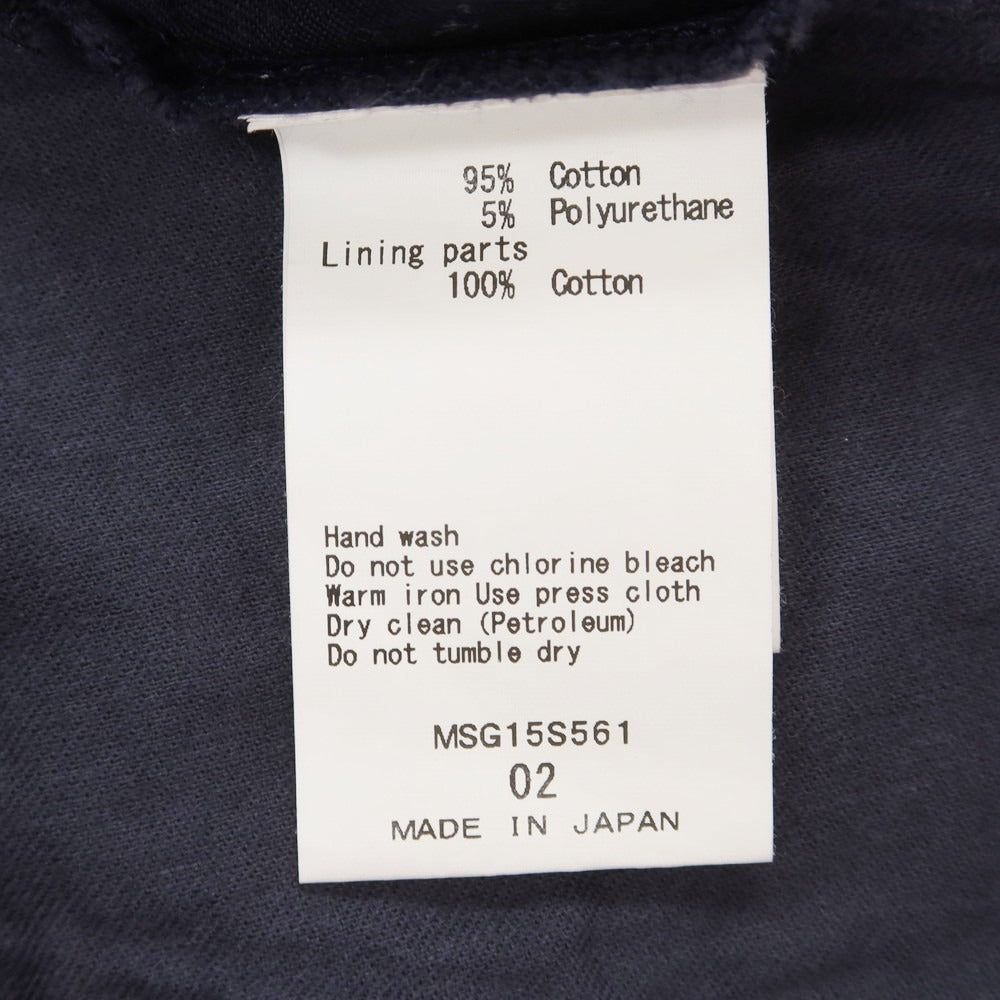 95% Cotton
5% Polyurethane
Lining parts
100% Cotton
Hand wash
Do not use chlorine bleach
Warm iron Use press cloth
Dry clean (Petroleum)
Do not tumble dry
MSG15S561
02
MADE IN JAPAN